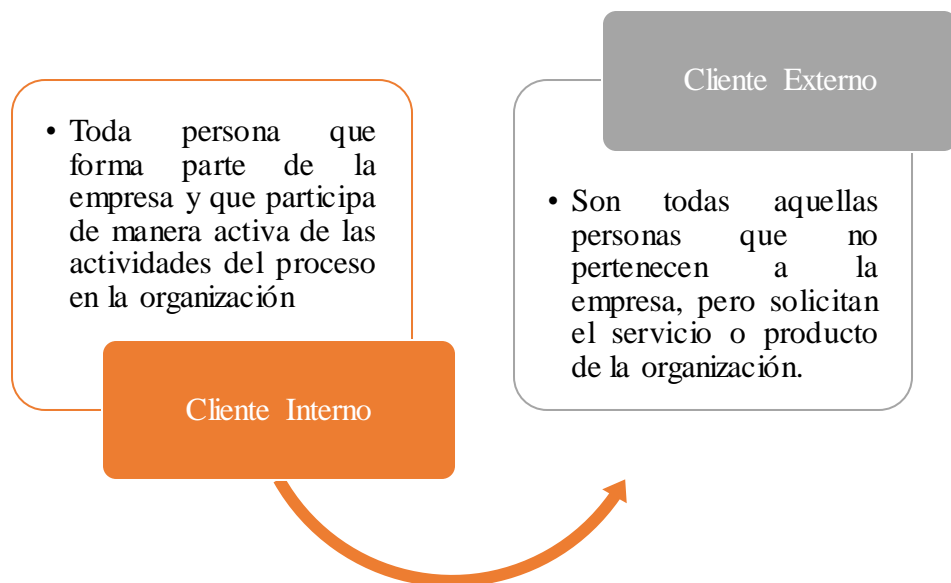 • Toda persona que
forma parte de la
empresa y que participa
de manera activa de las
actividades del proceso
en la organización
Cliente Interno
Cliente Externo
• Son todas aquellas
personas que no
pertenecen a la
empresa, pero solicitan
el servicio o producto
de la organización.